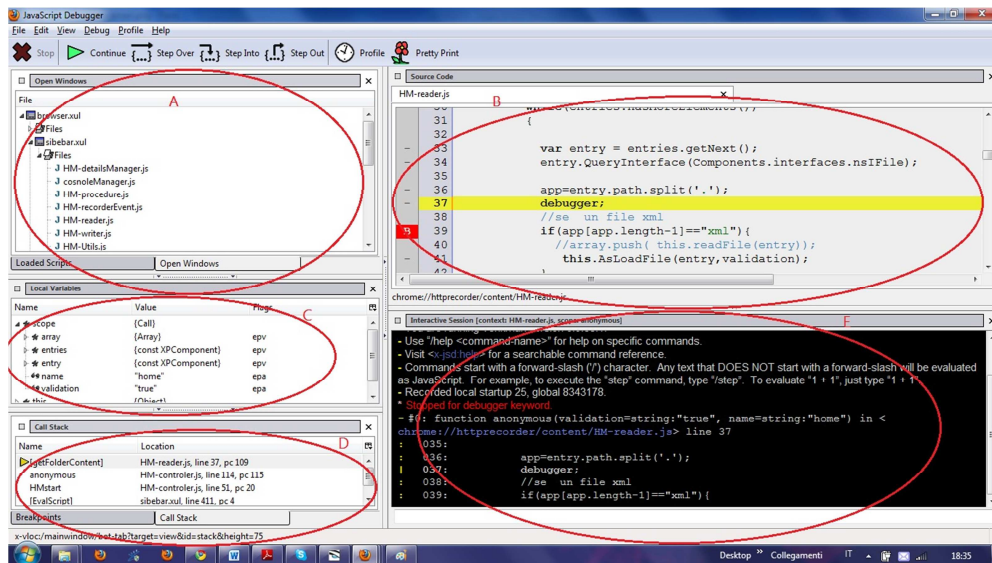 JavaScript Debugger
File Edit View Debug Profile Help
Stop Continue Step Over Step Into Step Out Profile Pretty Print
Open Windows
A
File
browser.xul
Files
sibebar.xul
Files
HM-detailsManager.js
cosnoleManager.js
HM-procedure.js
HM-recorderEvent.js
HM-reader.js
HM-writer.js
HM-Utils.js
Loaded Scripts Open Windows
Local Variables
Name Value Flags
C
scope {Call}
array {Array} epv
entries {const XPComponent} epv
entry {const XPComponent} epv
name "home" epa
validation "true" epa
this {Object}
Call Stack
D
Name Location
[getFolderContent] HM-reader.js, line 37, pc 109
anonymous HM-controler.js, line 114, pc 115
HMstart HM-controler.js, line 51, pc 20
[EvalScript] sibebar.xul, line 411, pc 4
Breakpoints Call Stack
x-vloc:/mainwindow/bot-tab?target=view&id=stack&height=75
Source Code
HM-reader.js
B
30 while(entries.hasMoreElements())
31 {
32
33 var entry = entries.getNext();
34 entry.QueryInterface(Components.interfaces.nsIFile);
35
36 app=entry.path.split('.');
37 debugger;
38 //se un file xml
B 39 if(app[app.length-1]=="xml"){
40 //array.push( this.readFile(entry));
41 this.AsLoadFile(entry,validation);
42 }
chrome://httprecorder/content/HM-reader.js
Interactive Session [context: HM-reader.js, scope: anonymous]
- Use "/help <command-name>" for help on specific commands.
- Visit <x-jsd:help> for a searchable command reference.
- Commands start with a forward-slash ('/') character. Any text that DOES NOT start with a forward-slash will be evaluated
as JavaScript. For example, to execute the "step" command, type "/step". To evaluate "1 + 1", just type "1 + 1"
- Recorded local startup 25, global 8343178.
* Stopped for debugger keyword.
- #0: function anonymous(validation=string:"true", name=string:"home") in <
chrome://httprecorder/content/HM-reader.js> line 37
: 035:
: 036: app=entry.path.split('.');
| 037: debugger;
: 038: //se un file xml
: 039: if(app[app.length-1]=="xml"){
Desktop » Collegamenti IT 18:35